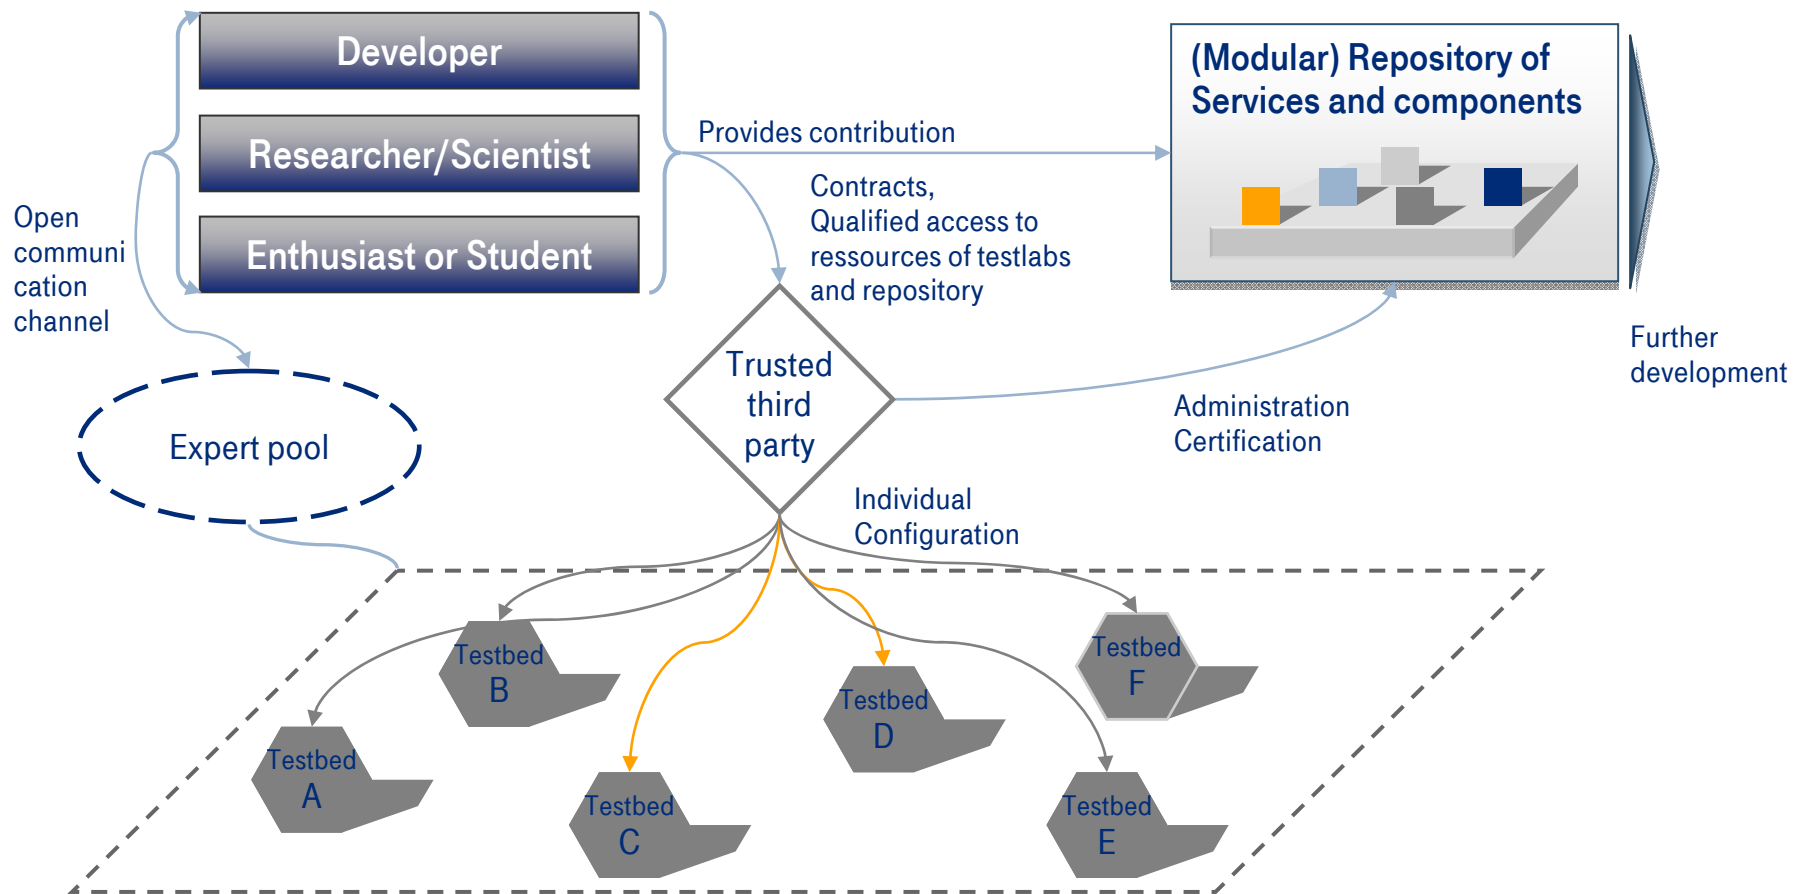 Developer
Researcher/Scientist
Enthusiast or Student
(Modular) Repository of
Services and components
Provides contribution
Contracts,
Qualified access to
ressources of testlabs
and repository
Open
communi
cation
channel
Further
development
Trusted
third
party
Administration
Certification
Expert pool
Individual
Configuration
Testbed
B
Testbed
F
Testbed
D
Testbed
A
Testbed
C
Testbed
E